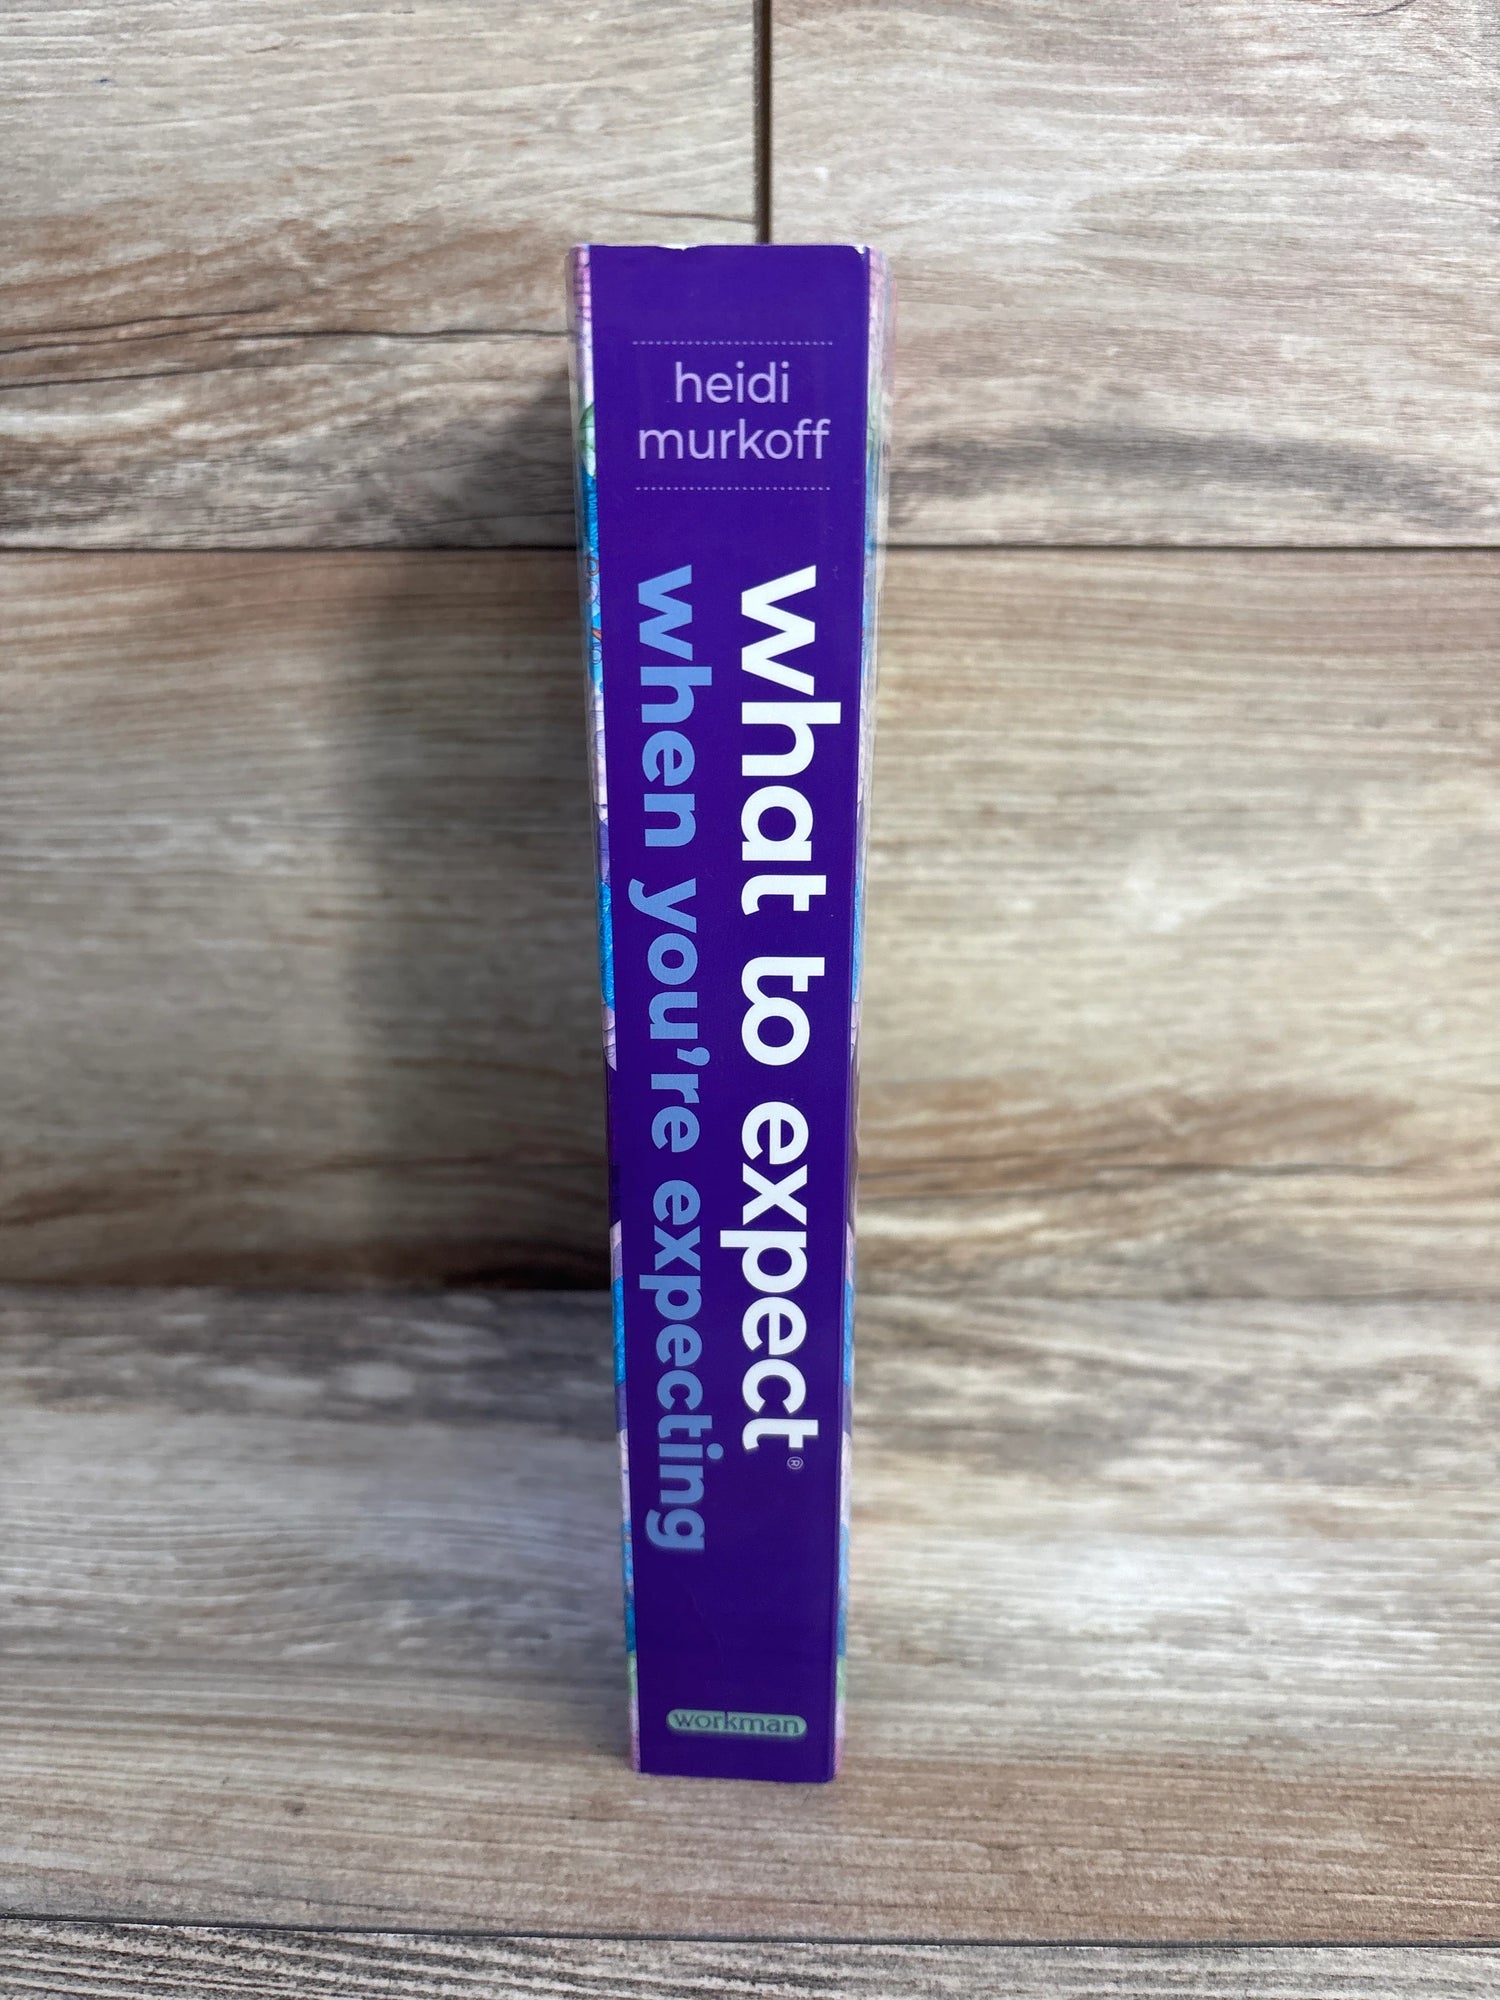 heidi
murkoff
what to expect®
when you're expecting
workman